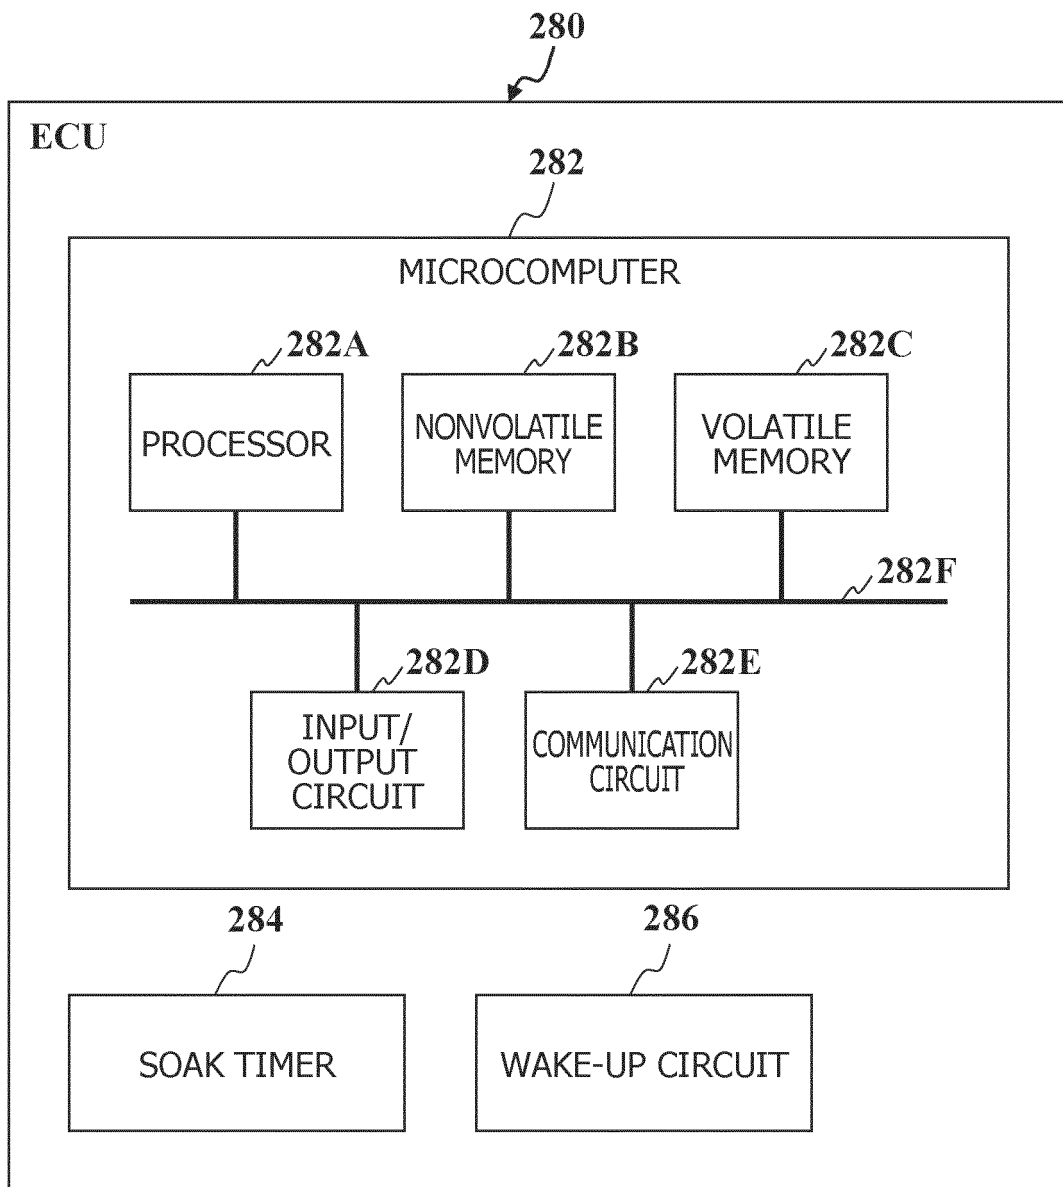 280
ECU
282
MICROCOMPUTER
282A
282B
282C
PROCESSOR
NONVOLATILE
MEMORY
VOLATILE
MEMORY
282F
282D
282E
INPUT/
OUTPUT
CIRCUIT
COMMUNICATION
CIRCUIT
284
286
SOAK TIMER
WAKE-UP CIRCUIT